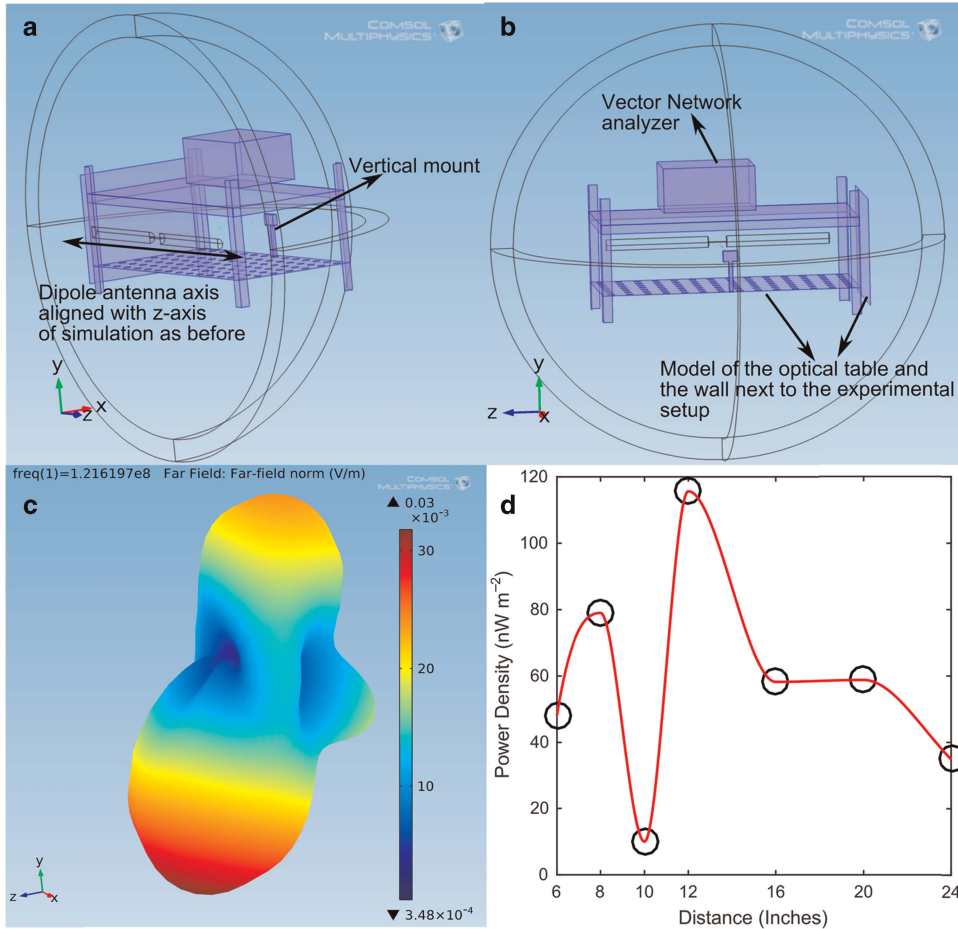 a
COMSOL
MULTIPHYSICS
Vertical mount
Dipole antenna axis
aligned with z-axis
of simulation as before
y
x
z
b
COMSOL
MULTIPHYSICS
Vector Network
analyzer
Model of the optical table and
the wall next to the experimental
setup
y
z
x
freq(1)=1.216197e8 Far Field: Far-field norm (V/m)
COMSOL
MULTIPHYSICS
c
▲ 0.03
×10⁻³
30
20
10
▼ 3.48×10⁻⁴
y
z
x
d
120
100
80
60
40
20
0
Power Density (nW m⁻²)
6 8 10 12 16 20 24
Distance (Inches)